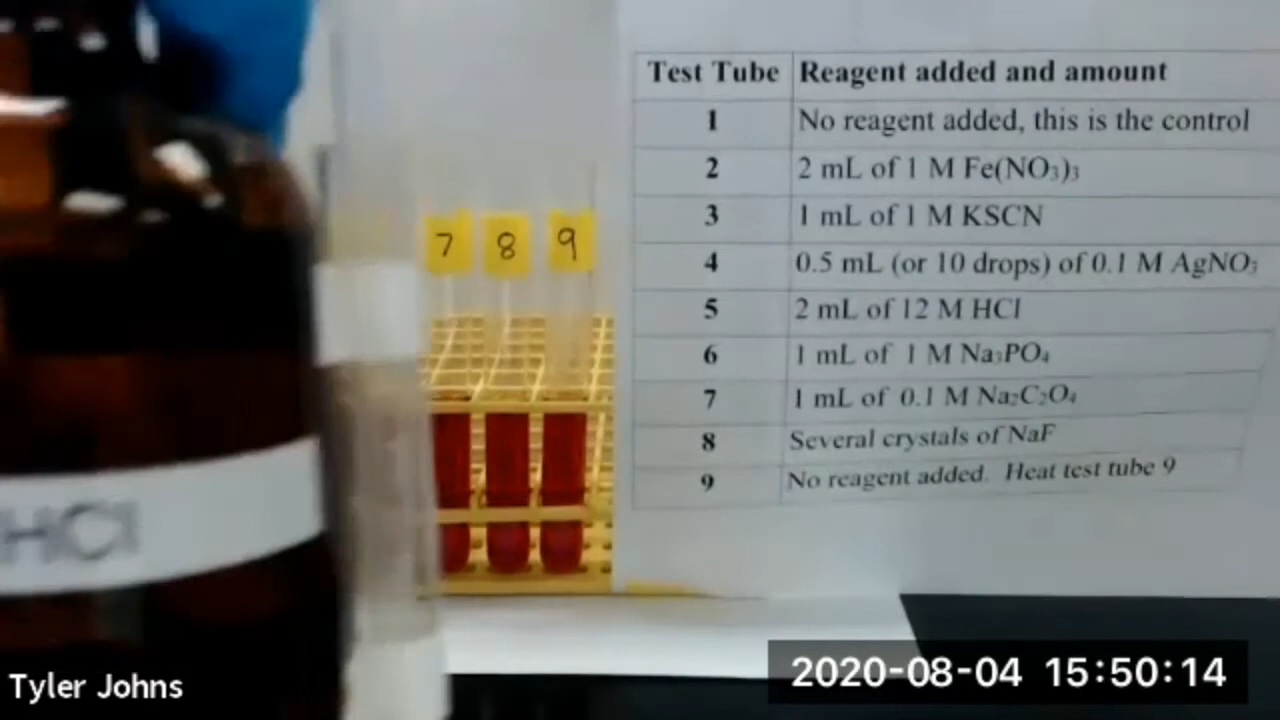 Test Tube Reagent added and amount
1 No reagent added, this is the control
2 2 mL of 1 M Fe(NO₃)₃
3 1 mL of 1 M KSCN
4 0.5 mL (or 10 drops) of 0.1 M AgNO₃
5 2 mL of 12 M HCl
6 1 mL of 1 M Na₃PO₄
7 1 mL of 0.1 M Na₂C₂O₄
8 Several crystals of NaF
9 No reagent added. Heat test tube 9
7 8 9
HCl
Tyler Johns
2020-08-04 15:50:14